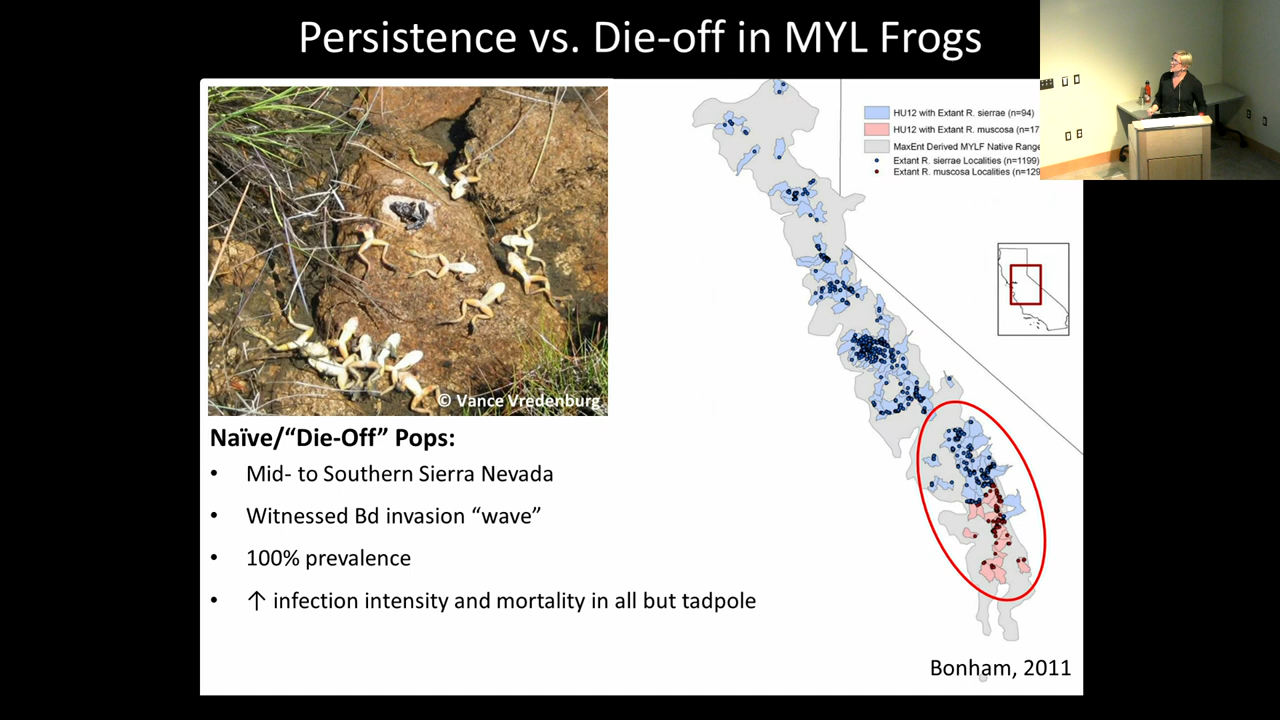 Persistence vs. Die-off in MYL Frogs
HU12 with Extant R. sierrae (n=94)
HU12 with Extant R. muscosa (n=17
MaxEnt Derived MYLF Native Range
Extant R. sierrae Localities (n=1199)
Extant R. muscosa Localities (n=129
© Vance Vredenburg
Naïve/“Die-Off” Pops:
• Mid- to Southern Sierra Nevada
• Witnessed Bd invasion “wave”
• 100% prevalence
• ↑ infection intensity and mortality in all but tadpole
Bonham, 2011